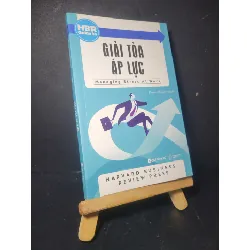 HBR
GIẢI TỎA
ÁP LỰC
Managing Stress at Work
HARVARD BUSINESS
REVIEW PRESS